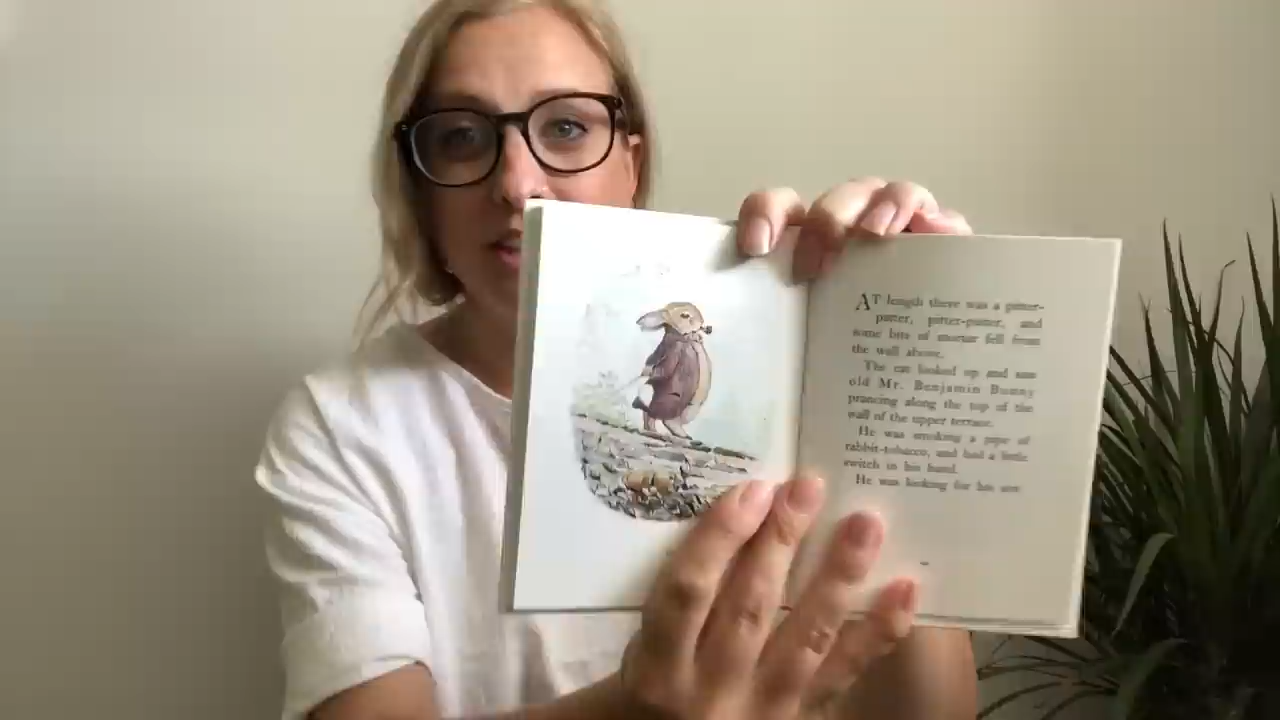 AT length there was a pitter-
patter, pitter-patter, and
some bits of mortar fell from
the wall above.
The cat looked up and saw
old Mr. Benjamin Bunny
prancing along the top of the
wall of the upper terrace.
He was smoking a pipe of
rabbit-tobacco, and had a little
switch in his hand.
He was looking for his son